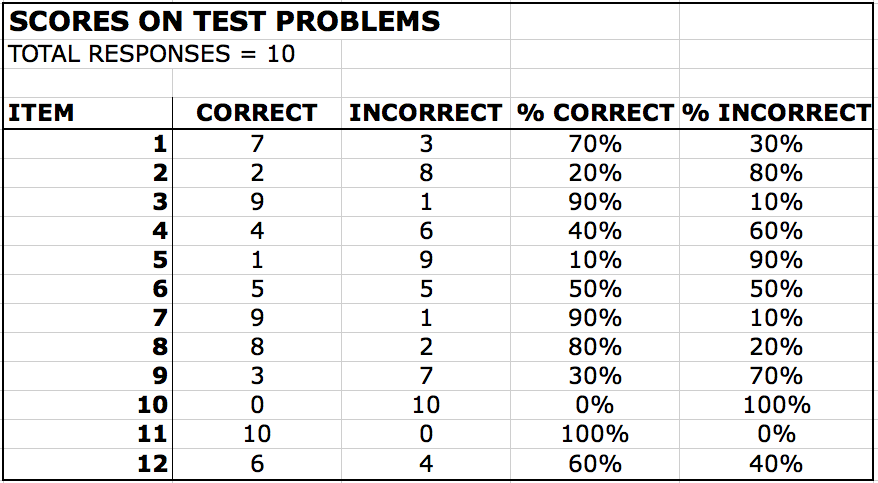 SCORES ON TEST PROBLEMS
TOTAL RESPONSES = 10
ITEM CORRECT INCORRECT % CORRECT % INCORRECT
1 7 3 70% 30%
2 2 8 20% 80%
3 9 1 90% 10%
4 4 6 40% 60%
5 1 9 10% 90%
6 5 5 50% 50%
7 9 1 90% 10%
8 8 2 80% 20%
9 3 7 30% 70%
10 0 10 0% 100%
11 10 0 100% 0%
12 6 4 60% 40%